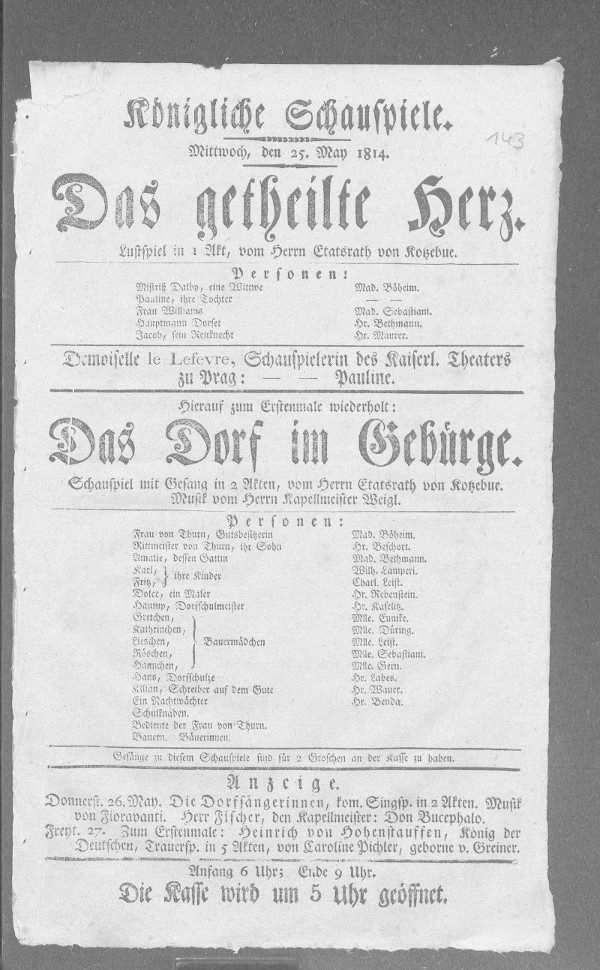 Königliche Schauspiele.
143
Mittwoch, den 25. May 1814.
Das getheilte Herz.
Lustspiel in 1 Akt, vom Herrn Etatsrath von Kotzebue.
Personen:
Mistriß Dalby, eine Wittwe Mad. Böheim.
Pauline, ihre Tochter — —
Frau Williams Mad. Sebastiani.
Hauptmann Dorset Hr. Bethmann.
Jacob, sein Reitknecht Hr. Maurer.
Demoiselle le Lefevre, Schauspielerin des Kaiserl. Theaters
zu Prag: — — Pauline.
Hierauf zum Erstenmale wiederholt:
Das Dorf im Gebürge.
Schauspiel mit Gesang in 2 Akten, vom Herrn Etatsrath von Kotzebue.
Musik vom Herrn Kapellmeister Weigl.
Personen:
Frau von Thurn, Gutsbesitzerin Mad. Böheim.
Rittmeister von Thurn, ihr Sohn Hr. Beschort.
Amalie, dessen Gattin Mad. Bethmann.
Karl, } ihre Kinder Wilh. Lamperi.
Fritz, Charl. Leist.
Dolce, ein Maler Hr. Rebenstein.
Hautup, Dorfschulmeister Hr. Kaselitz.
Gretchen, Mlle. Eunike.
Kathrinchen, Mlle. Düring.
Lieschen, } Bauermädchen Mlle. Leist.
Röschen, Mlle. Sebastiani.
Hannchen, Mlle. Gern.
Hans, Dorfschulze Hr. Labes.
Kilian, Schreiber auf dem Gute Hr. Wauer.
Ein Nachtwächter Hr. Benda.
Schulknaben.
Bediente der Frau von Thurn.
Bauern. Bäuerinnen.
Gesänge zu diesem Schauspiele sind für 2 Groschen an der Kasse zu haben.
Anzeige.
Donnerst. 26. May. Die Dorfsängerinnen, kom. Singsp. in 2 Akten. Musik
von Fioravanti. Herr Fischer, den Kapellmeister: Don Bucephalo.
Freyt. 27. Zum Erstenmale: Heinrich von Hohenstauffen, König der
Deutschen, Trauersp. in 5 Akten, von Caroline Pichler, geborne v. Greiner.
Anfang 6 Uhr; Ende 9 Uhr.
Die Kasse wird um 5 Uhr geöffnet.